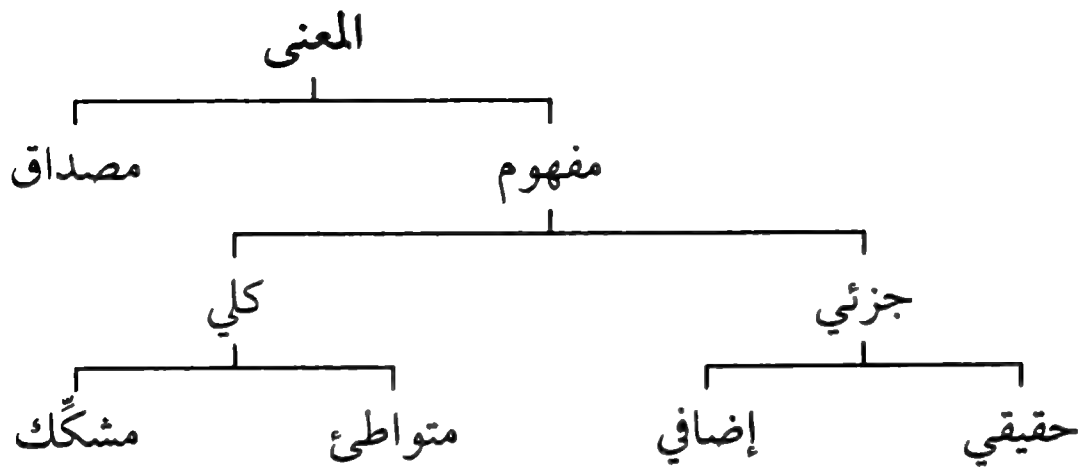 المعنى
مفهوم مصداق
جزئي كلي
حقيقي إضافي متواطئ مشكِّك